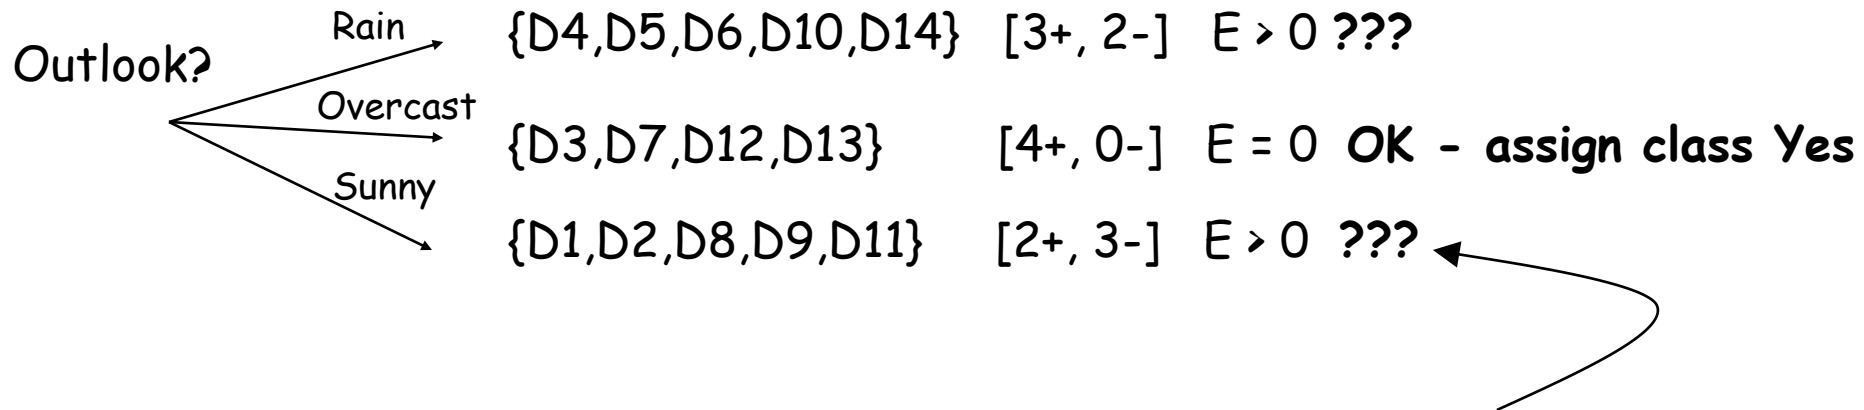 Rain {D4,D5,D6,D10,D14} [3+, 2-] E > 0 ???
Outlook?
Overcast {D3,D7,D12,D13} [4+, 0-] E = 0 OK - assign class Yes
Sunny {D1,D2,D8,D9,D11} [2+, 3-] E > 0 ???